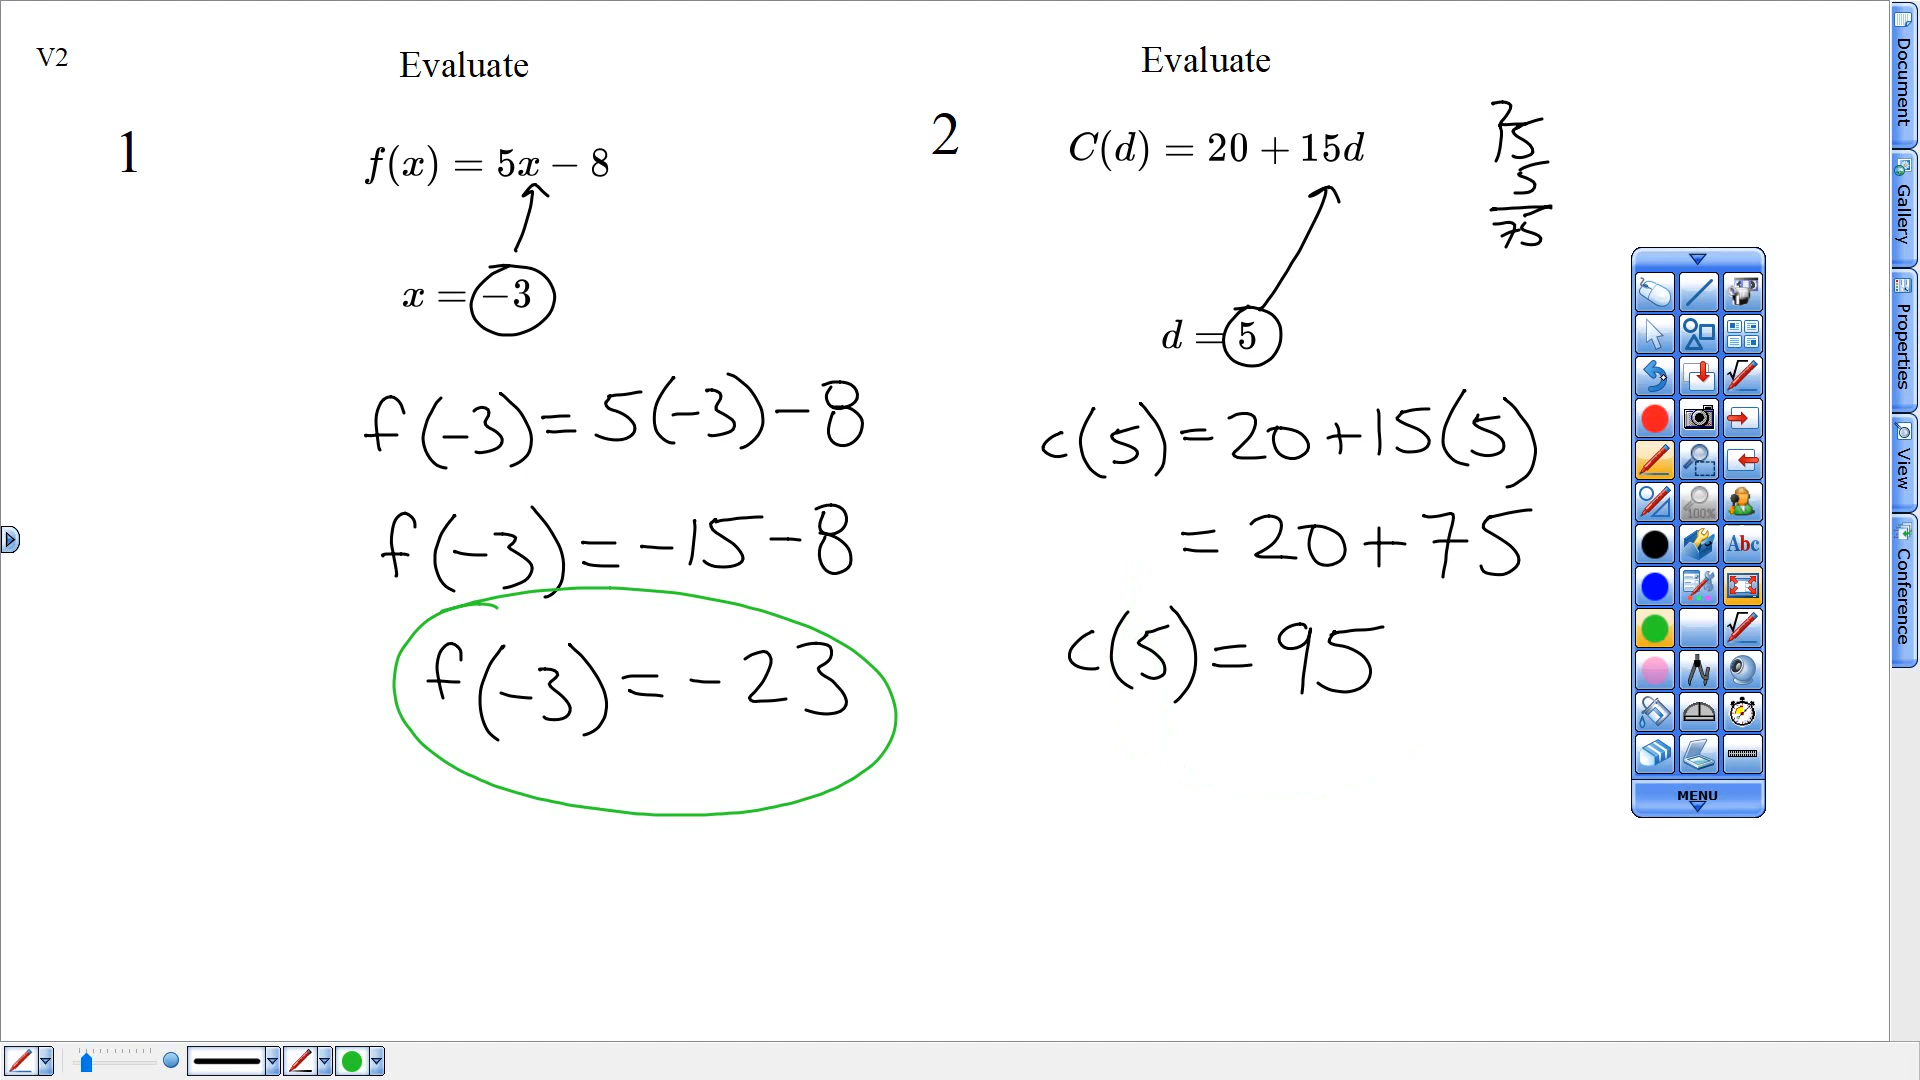 V2
Evaluate
1
f(x) = 5x − 8
x = −3
f(-3) = 5(-3) - 8
f(-3) = -15 - 8
f(-3) = -23
Evaluate
2
C(d) = 20 + 15d
d = 5
15
5
75
c(5) = 20 + 15(5)
= 20 + 75
c(5) = 95
Document
Gallery
Properties
View
Conference
100%
Abc
MENU